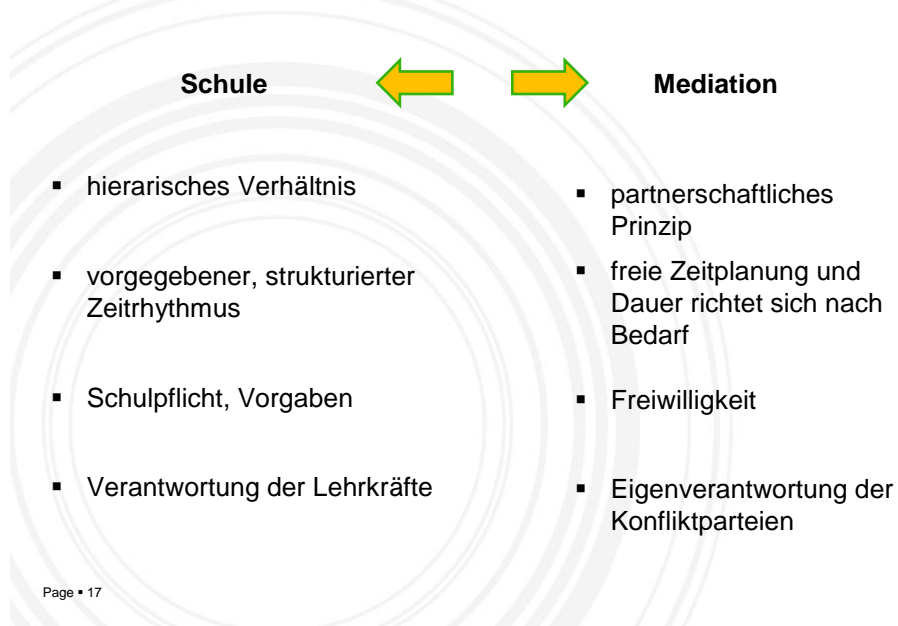 Schule
Mediation
▪ hierarisches Verhältnis
▪ vorgegebener, strukturierter
Zeitrhythmus
▪ Schulpflicht, Vorgaben
▪ Verantwortung der Lehrkräfte
▪ partnerschaftliches
Prinzip
▪ freie Zeitplanung und
Dauer richtet sich nach
Bedarf
▪ Freiwilligkeit
▪ Eigenverantwortung der
Konfliktparteien
Page ▪ 17